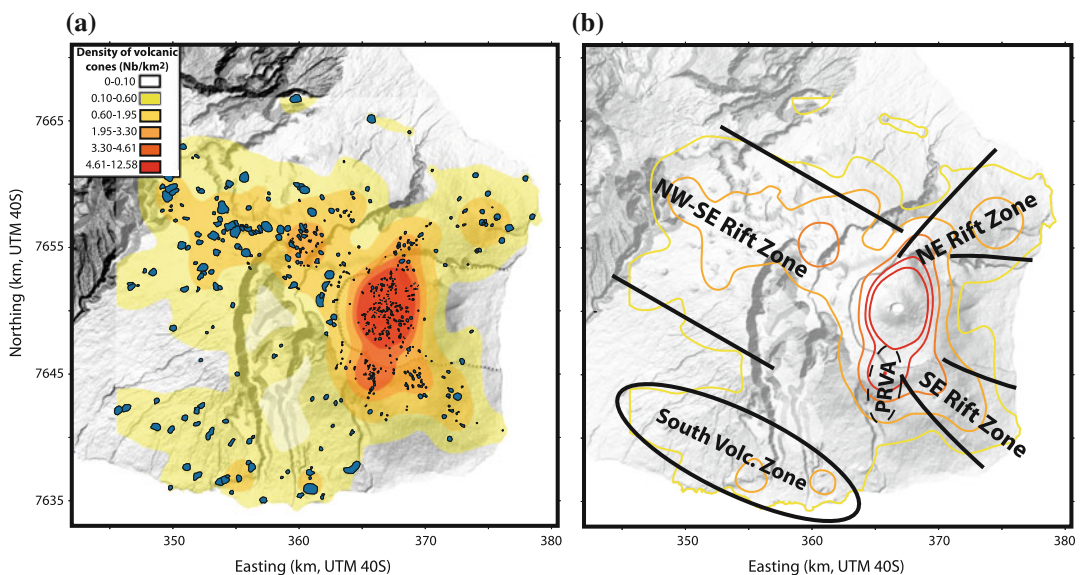 (a)
(b)
Density of volcanic
cones (Nb/km2)
0-0.10
0.10-0.60
0.60-1.95
1.95-3.30
3.30-4.61
4.61-12.58
7665
7655
7645
7635
Northing (km, UTM 40S)
350
360
370
380
Easting (km, UTM 40S)
NW-SE Rift Zone
NE Rift Zone
PRVA
SE Rift Zone
South Volc. Zone
350
360
370
380
Easting (km, UTM 40S)